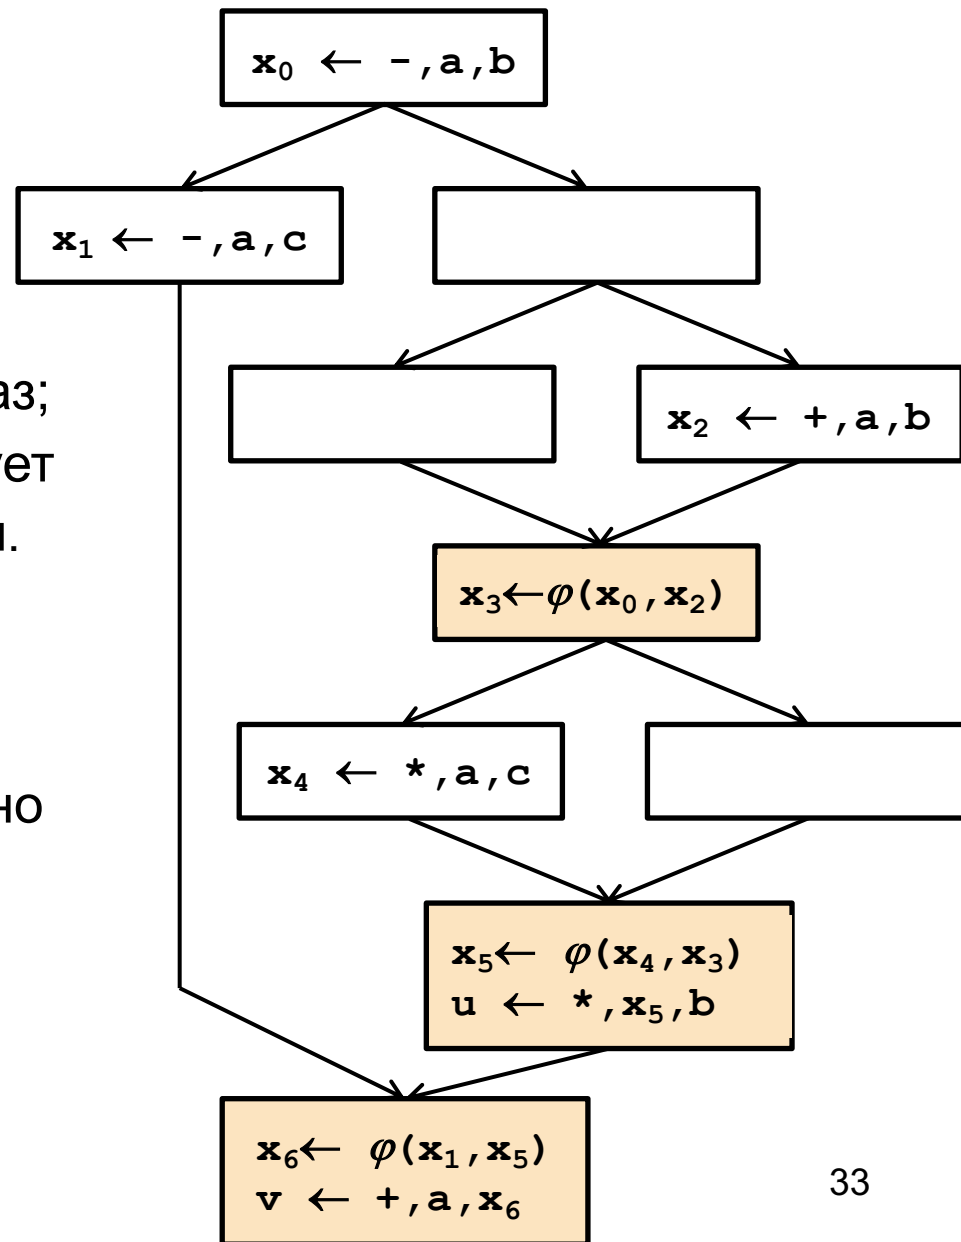 x₀ ← -,a,b
x₁ ← -,a,c
x₂ ← +,a,b
x₃←φ(x₀,x₂)
x₄ ← *,a,c
x₅← φ(x₄,x₃)
u ← *,x₅,b
x₆← φ(x₁,x₅)
v ← +,a,x₆
33